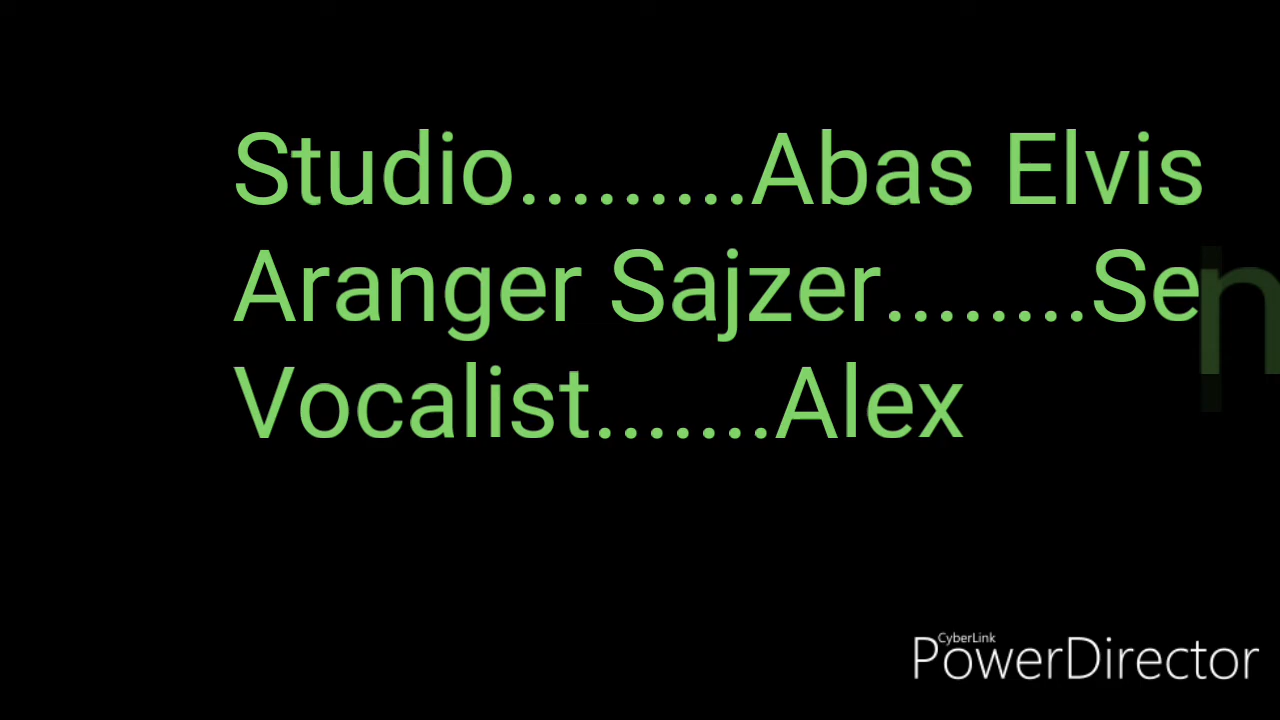 Studio.........Abas Elvis
Aranger Sajzer........Se
Vocalist.......Alex
CyberLink
PowerDirector